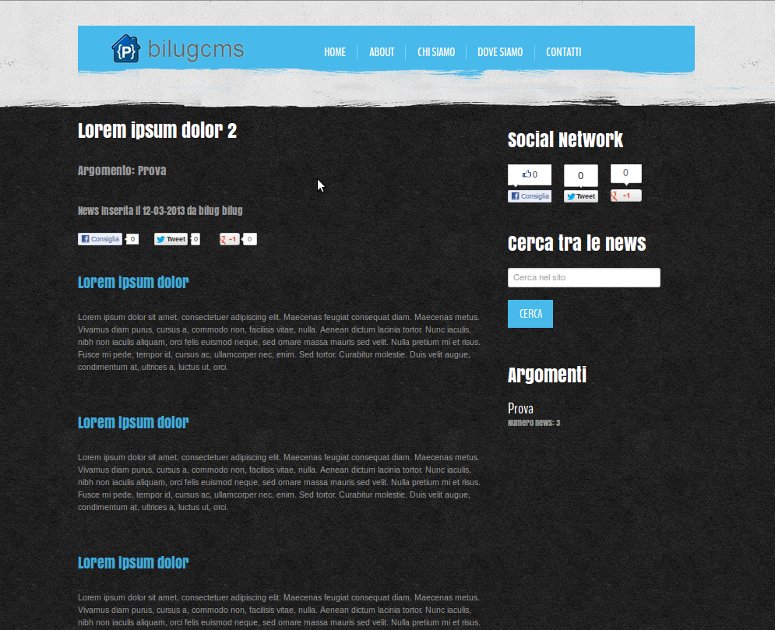 {P} bilugcms
HOME ABOUT CHI SIAMO DOVE SIAMO CONTATTI
Lorem ipsum dolor 2
Argomento: Prova
News inserita il 12-03-2013 da bilug bilug
Consiglia 0 Tweet 0 +1 0
Lorem ipsum dolor
Lorem ipsum dolor sit amet, consectetuer adipiscing elit. Maecenas feugiat consequat diam. Maecenas metus.
Vivamus diam purus, cursus a, commodo non, facilisis vitae, nulla. Aenean dictum lacinia tortor. Nunc iaculis,
nibh non iaculis aliquam, orci felis euismod neque, sed ornare massa mauris sed velit. Nulla pretium mi et risus.
Fusce mi pede, tempor id, cursus ac, ullamcorper nec, enim. Sed tortor. Curabitur molestie. Duis velit augue,
condimentum at, ultrices a, luctus ut, orci.
Lorem ipsum dolor
Lorem ipsum dolor sit amet, consectetuer adipiscing elit. Maecenas feugiat consequat diam. Maecenas metus.
Vivamus diam purus, cursus a, commodo non, facilisis vitae, nulla. Aenean dictum lacinia tortor. Nunc iaculis,
nibh non iaculis aliquam, orci felis euismod neque, sed ornare massa mauris sed velit. Nulla pretium mi et risus.
Fusce mi pede, tempor id, cursus ac, ullamcorper nec, enim. Sed tortor. Curabitur molestie. Duis velit augue,
condimentum at, ultrices a, luctus ut, orci.
Lorem ipsum dolor
Lorem ipsum dolor sit amet, consectetuer adipiscing elit. Maecenas feugiat consequat diam. Maecenas metus.
Vivamus diam purus, cursus a, commodo non, facilisis vitae, nulla. Aenean dictum lacinia tortor. Nunc iaculis,
nibh non iaculis aliquam, orci felis euismod neque, sed ornare massa mauris sed velit. Nulla pretium mi et risus.
Social Network
0 0 0
Consiglia Tweet +1
Cerca tra le news
Cerca nel sito
CERCA
Argomenti
Prova
Numero news: 3